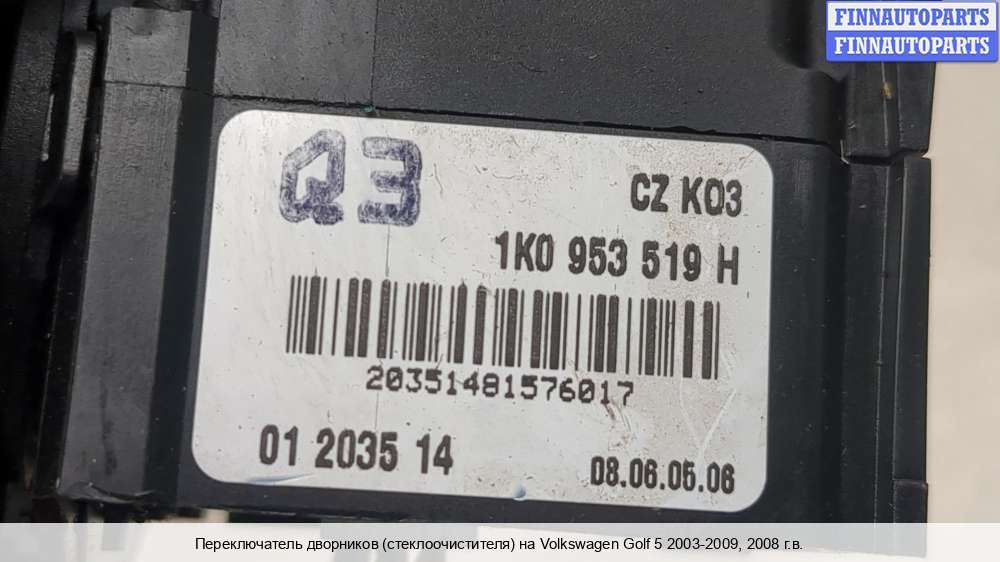 FINNAUTOPARTS
FINNAUTOPARTS
Q3
CZ K03
1K0 953 519 H
20351481576017
01 2035 14
08.06.05.06
Переключатель дворников (стеклоочистителя) на Volkswagen Golf 5 2003-2009, 2008 г.в.